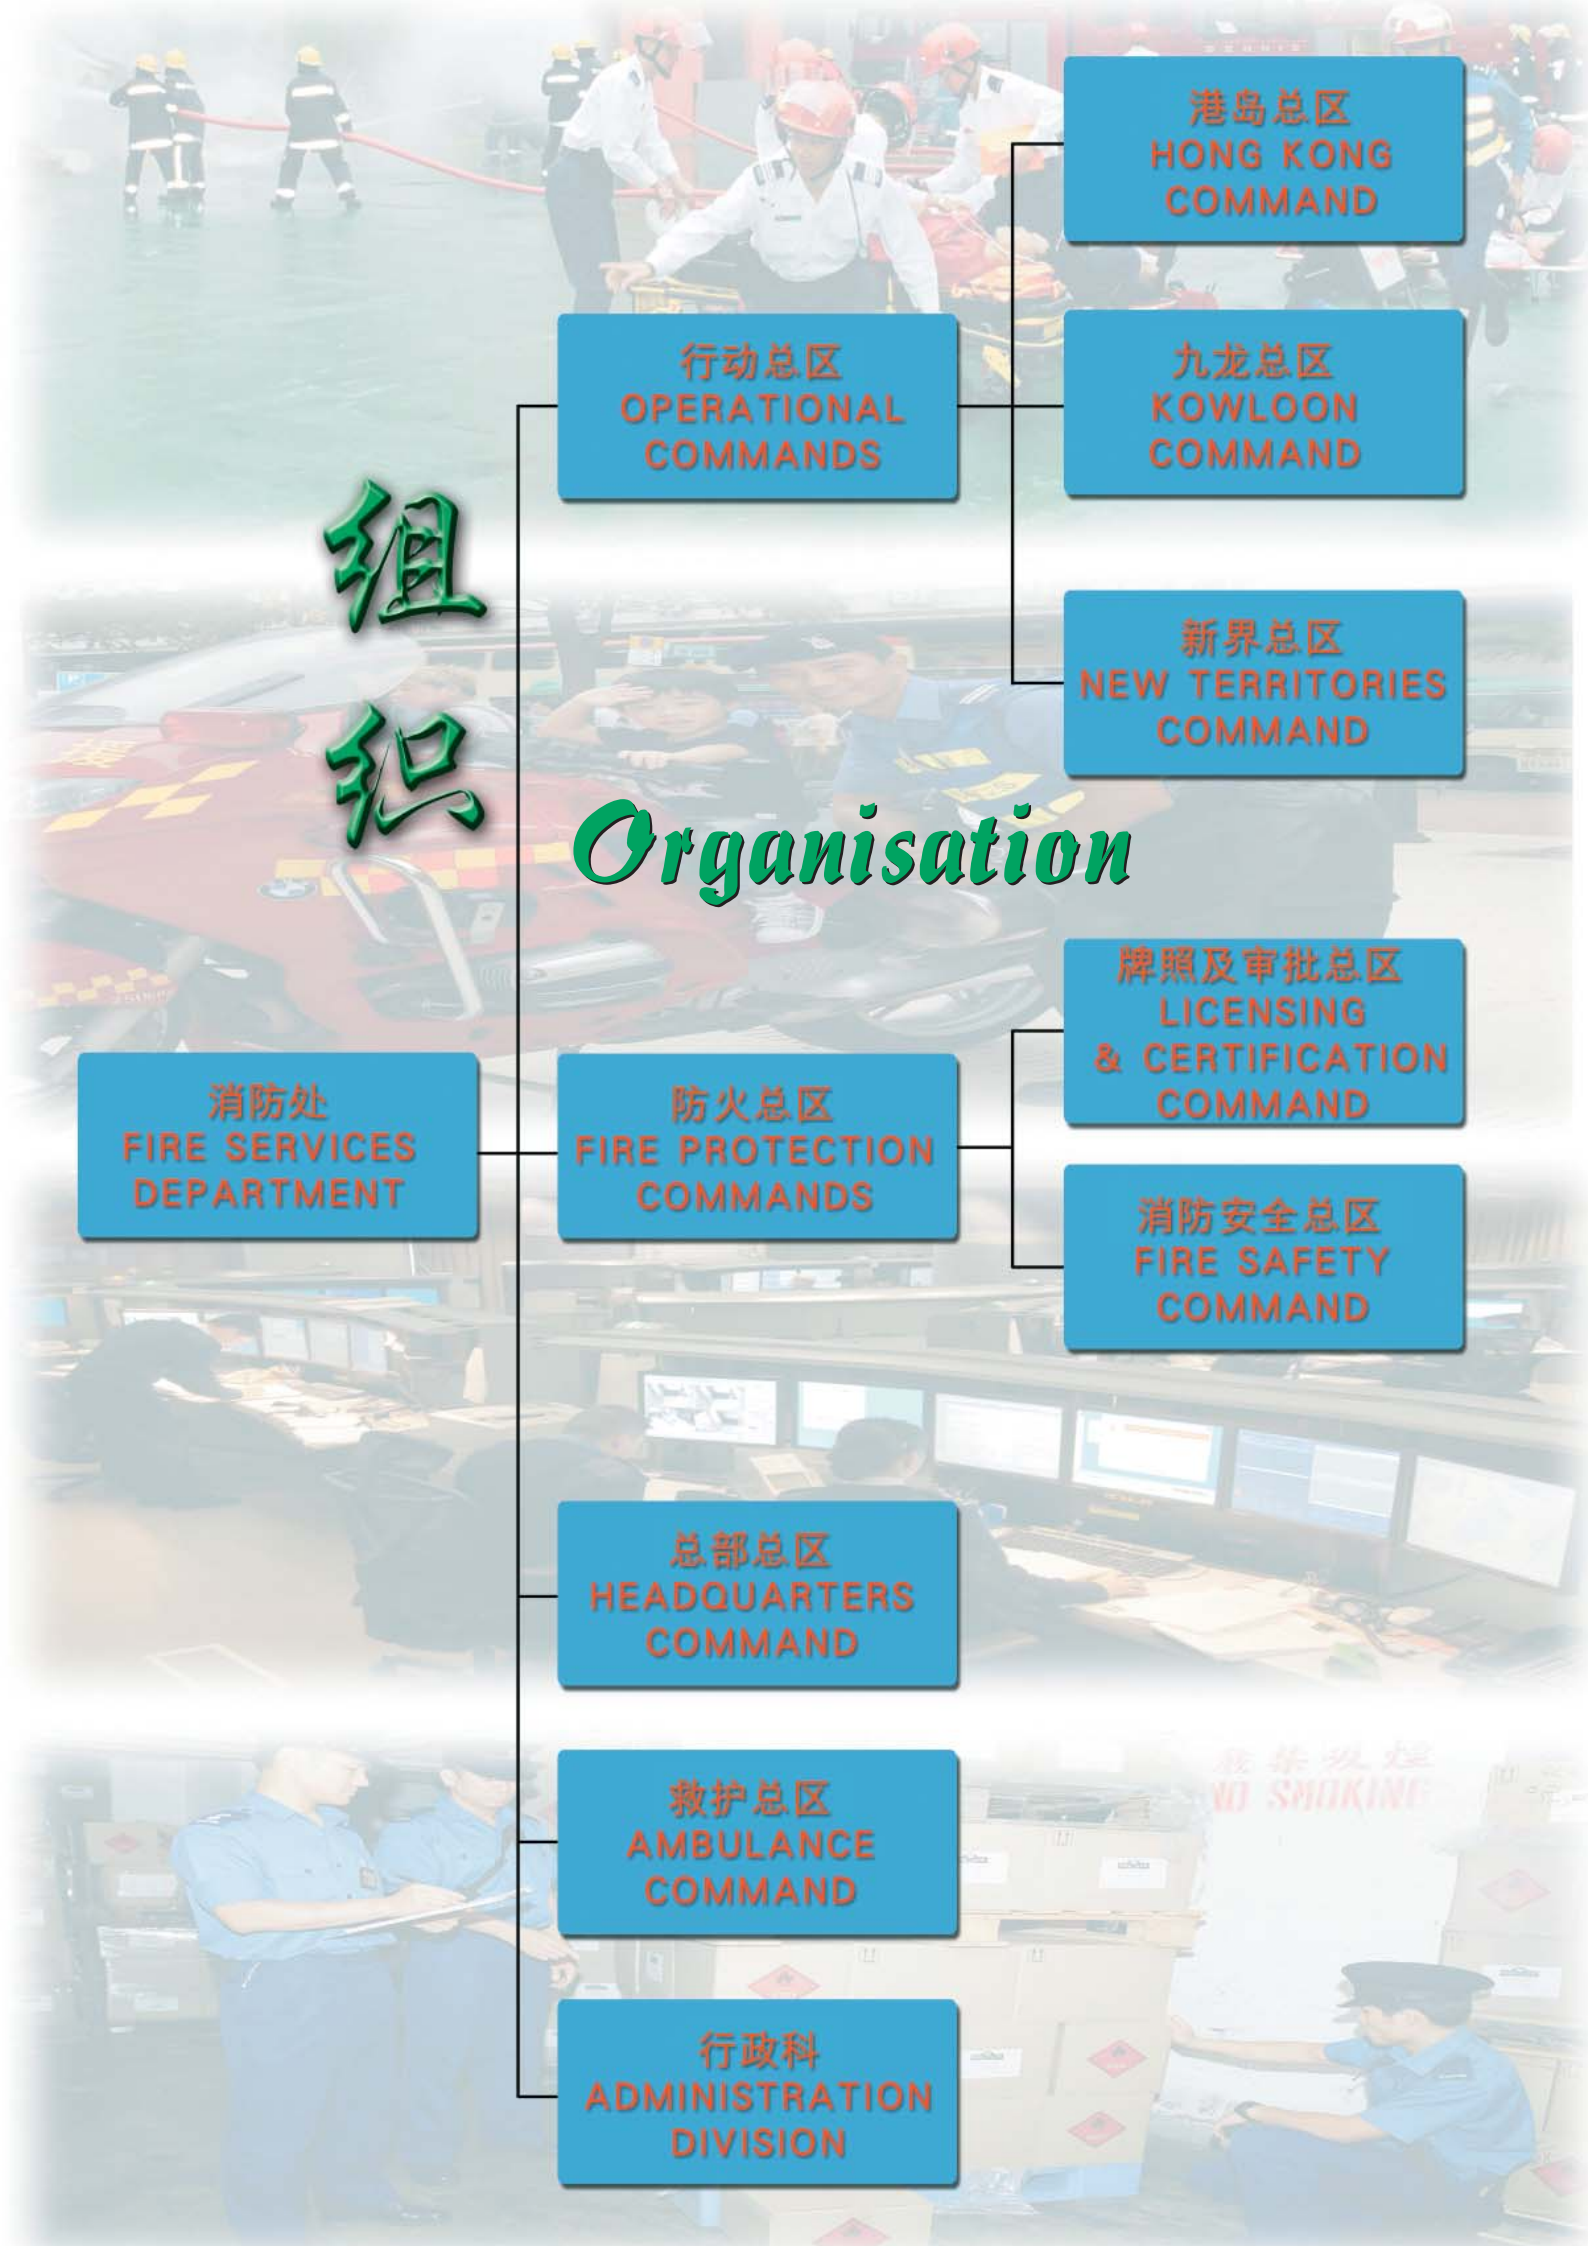 组
织
Organisation
消防处
FIRE SERVICES
DEPARTMENT
行动总区
OPERATIONAL
COMMANDS
港岛总区
HONG KONG
COMMAND
九龙总区
KOWLOON
COMMAND
新界总区
NEW TERRITORIES
COMMAND
防火总区
FIRE PROTECTION
COMMANDS
牌照及审批总区
LICENSING
& CERTIFICATION
COMMAND
消防安全总区
FIRE SAFETY
COMMAND
总部总区
HEADQUARTERS
COMMAND
救护总区
AMBULANCE
COMMAND
行政科
ADMINISTRATION
DIVISION
NO SMOKING